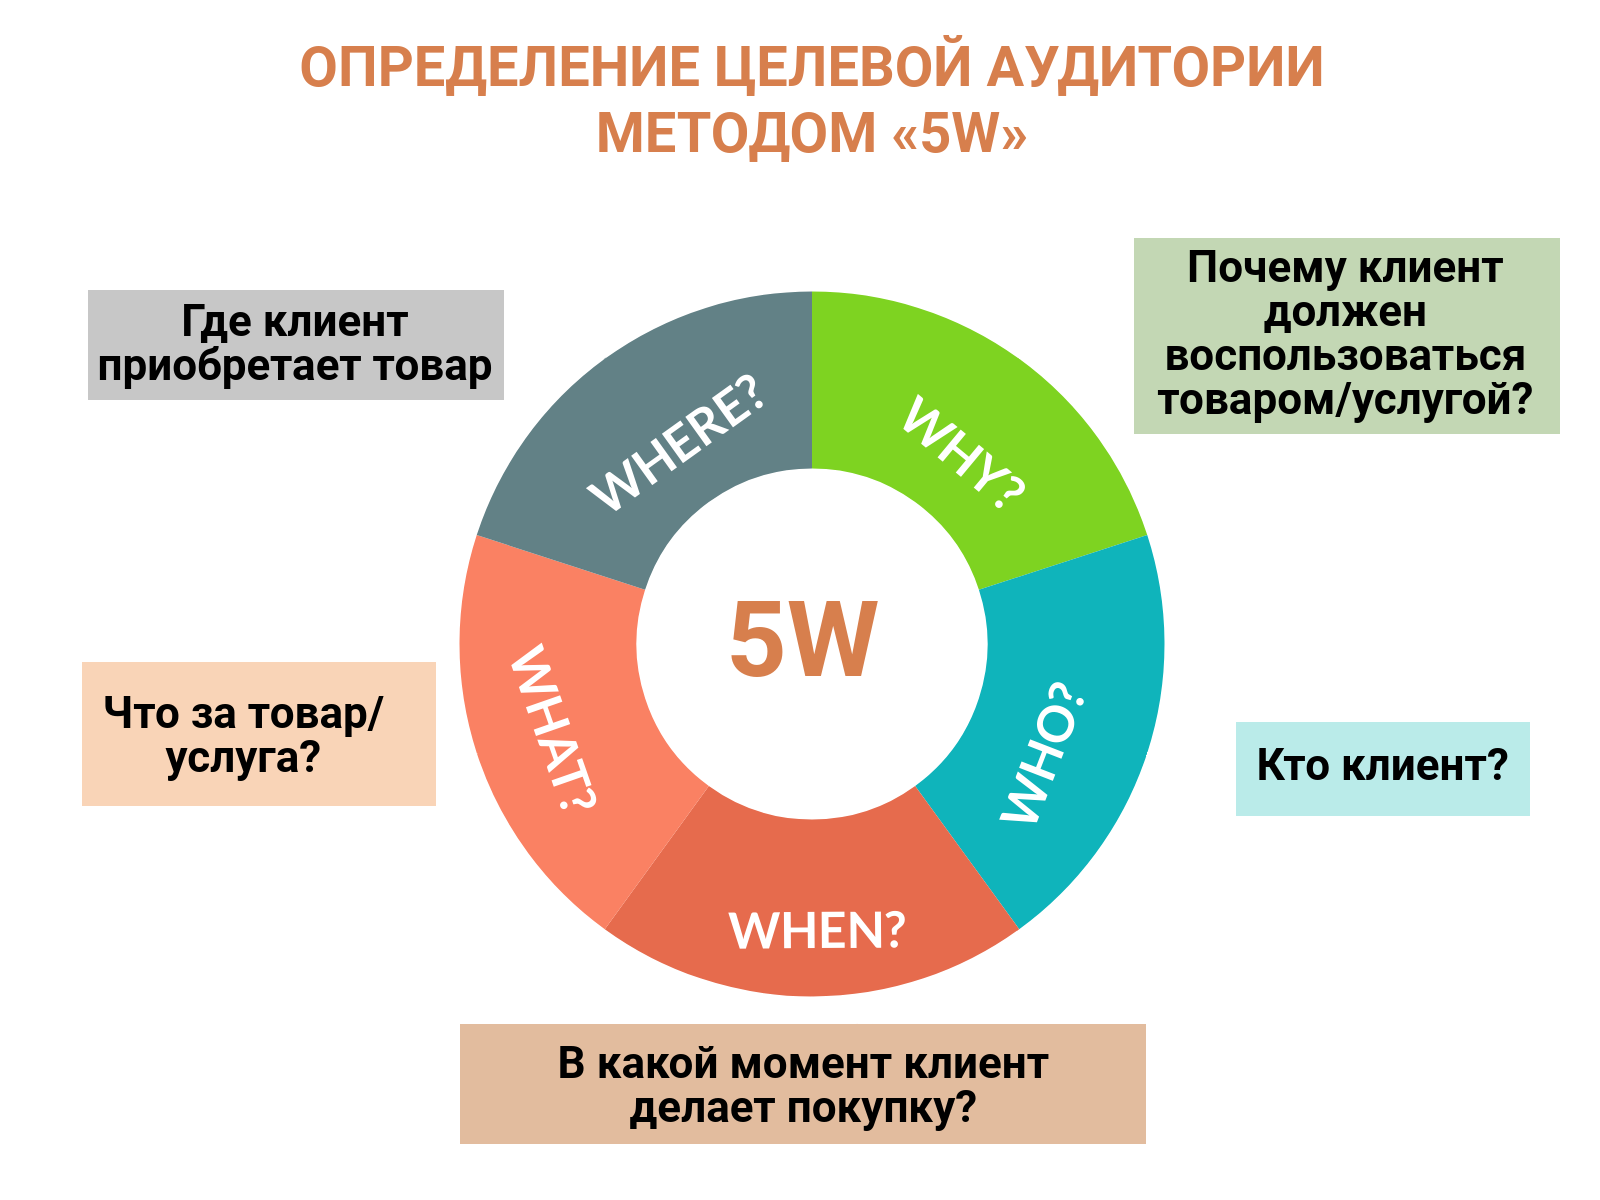 ОПРЕДЕЛЕНИЕ ЦЕЛЕВОЙ АУДИТОРИИ
МЕТОДОМ «5W»
Где клиент
приобретает товар
Почему клиент
должен
воспользоваться
товаром/услугой?
WHERE?
WHY?
5W
WHAT?
WHO?
WHEN?
Что за товар/
услуга?
Кто клиент?
В какой момент клиент
делает покупку?